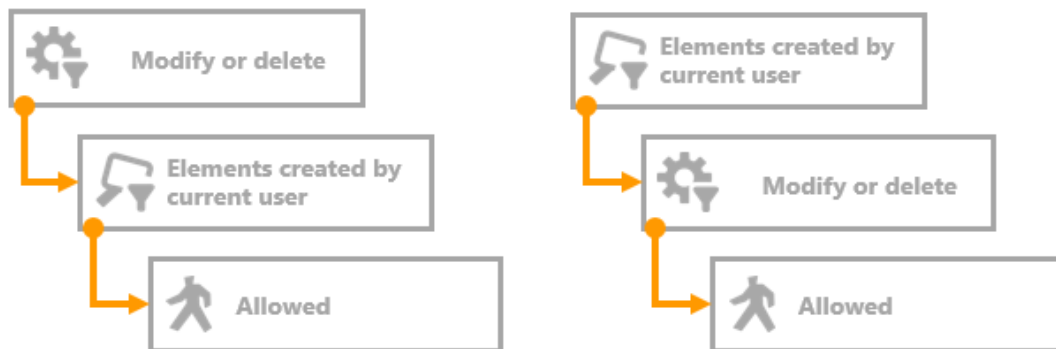 Modify or delete
Elements created by
current user
Allowed
Elements created by
current user
Modify or delete
Allowed